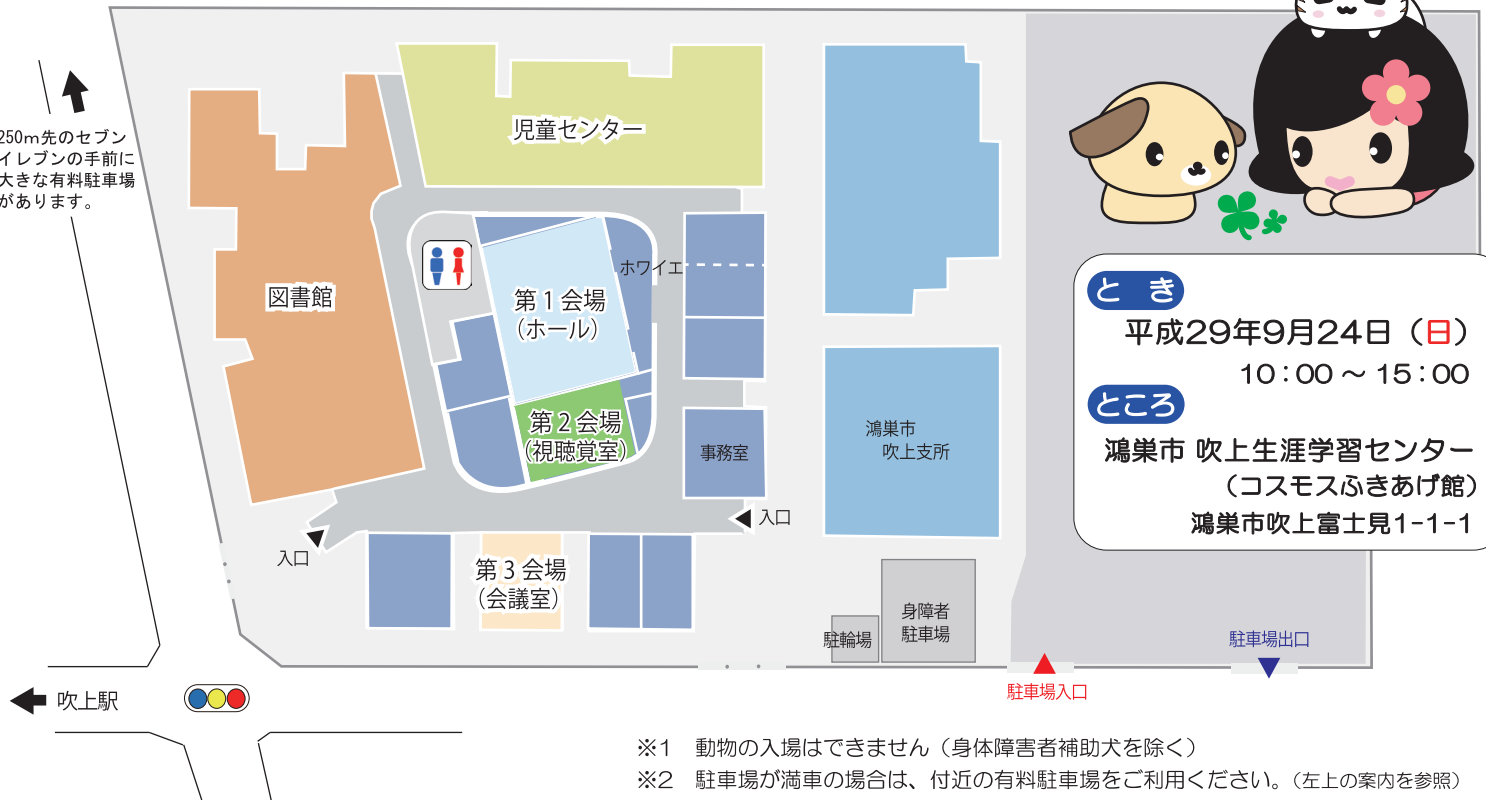 250m先のセブン
イレブンの手前に
大きな有料駐車場
があります。
児童センター
図書館
ホワイエ
第1会場
（ホール）
第2会場
（視聴覚室）
事務室
鴻巣市
吹上支所
入口
入口
第3会場
（会議室）
駐輪場
身障者
駐車場
と き
平成29年9月24日（日）
10：00～15：00
ところ
鴻巣市 吹上生涯学習センター
（コスモスふきあげ館）
鴻巣市吹上富士見1-1-1
駐車場出口
駐車場入口
吹上駅
※1 動物の入場はできません（身体障害者補助犬を除く）
※2 駐車場が満車の場合は、付近の有料駐車場をご利用ください。（左上の案内を参照）